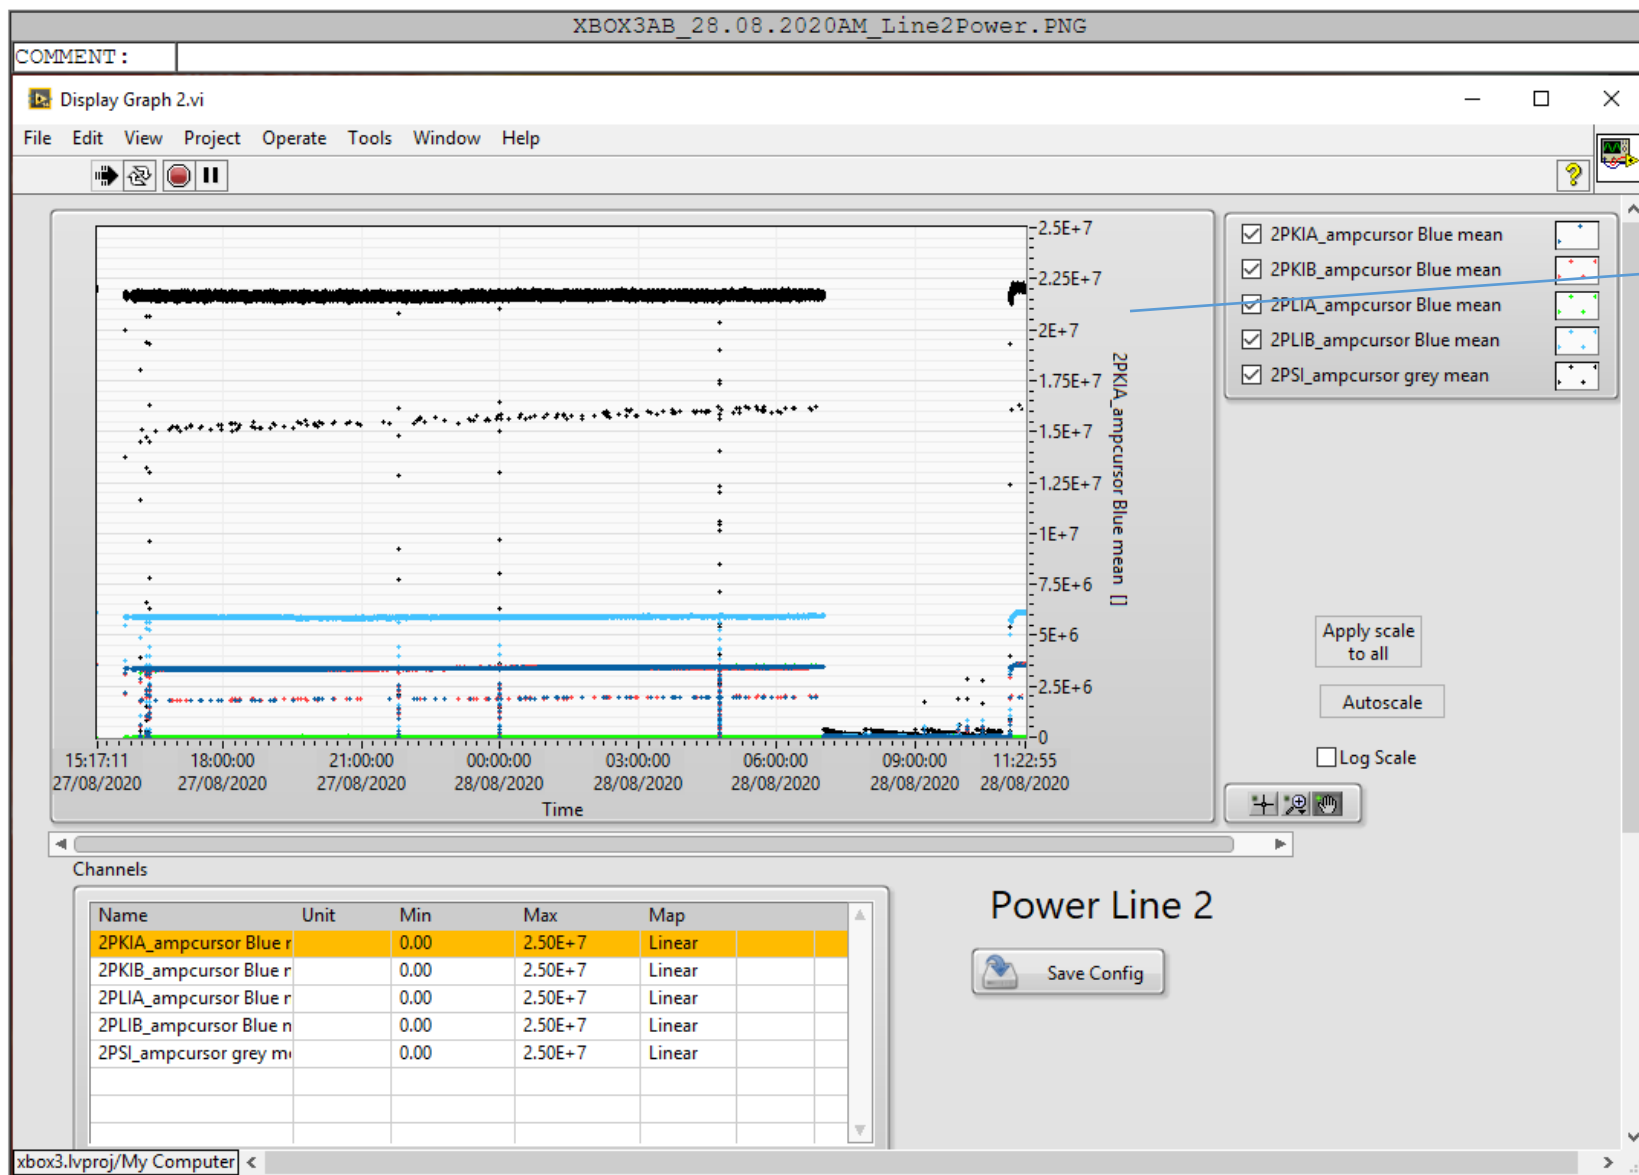 XBOX3AB_28.08.2020AM_Line2Power.PNG
COMMENT:
Display Graph 2.vi
File Edit View Project Operate Tools Window Help
2.5E+7
2.25E+7
2E+7
1.75E+7
1.5E+7
1.25E+7
1E+7
7.5E+6
5E+6
2.5E+6
0
2PKIA_ampcursor Blue mean []
15:17:11 18:00:00 21:00:00 00:00:00 03:00:00 06:00:00 09:00:00 11:22:55
27/08/2020 27/08/2020 27/08/2020 28/08/2020 28/08/2020 28/08/2020 28/08/2020 28/08/2020
Time
2PKIA_ampcursor Blue mean
2PKIB_ampcursor Blue mean
2PLIA_ampcursor Blue mean
2PLIB_ampcursor Blue mean
2PSI_ampcursor grey mean
Apply scale
to all
Autoscale
Log Scale
Channels
Name Unit Min Max Map
2PKIA_ampcursor Blue r 0.00 2.50E+7 Linear
2PKIB_ampcursor Blue r 0.00 2.50E+7 Linear
2PLIA_ampcursor Blue r 0.00 2.50E+7 Linear
2PLIB_ampcursor Blue n 0.00 2.50E+7 Linear
2PSI_ampcursor grey m 0.00 2.50E+7 Linear
Power Line 2
Save Config
xbox3.lvproj/My Computer